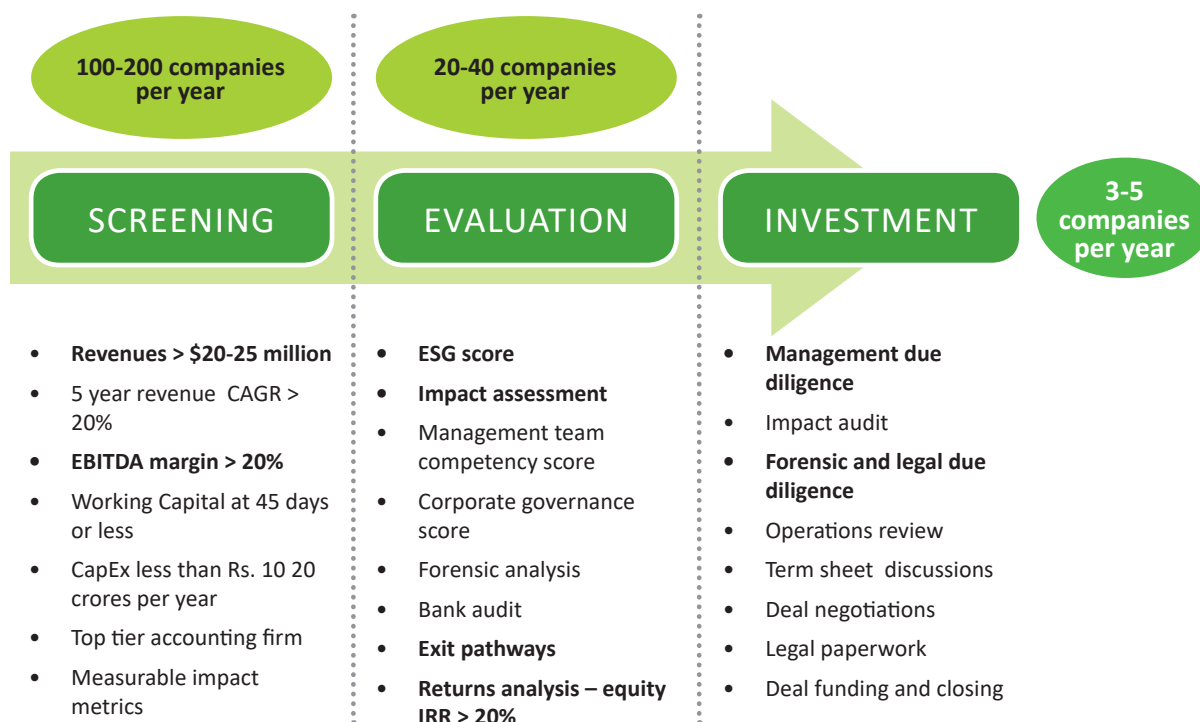 100-200 companies
per year
20-40 companies
per year
SCREENING
EVALUATION
INVESTMENT
3-5
companies
per year
• Revenues > $20-25 million
• 5 year revenue CAGR >
20%
• EBITDA margin > 20%
• Working Capital at 45 days
or less
• CapEx less than Rs. 10 20
crores per year
• Top tier accounting firm
• Measurable impact
metrics
• ESG score
• Impact assessment
• Management team
competency score
• Corporate governance
score
• Forensic analysis
• Bank audit
• Exit pathways
• Returns analysis – equity
IRR > 20%
• Management due
diligence
• Impact audit
• Forensic and legal due
diligence
• Operations review
• Term sheet discussions
• Deal negotiations
• Legal paperwork
• Deal funding and closing